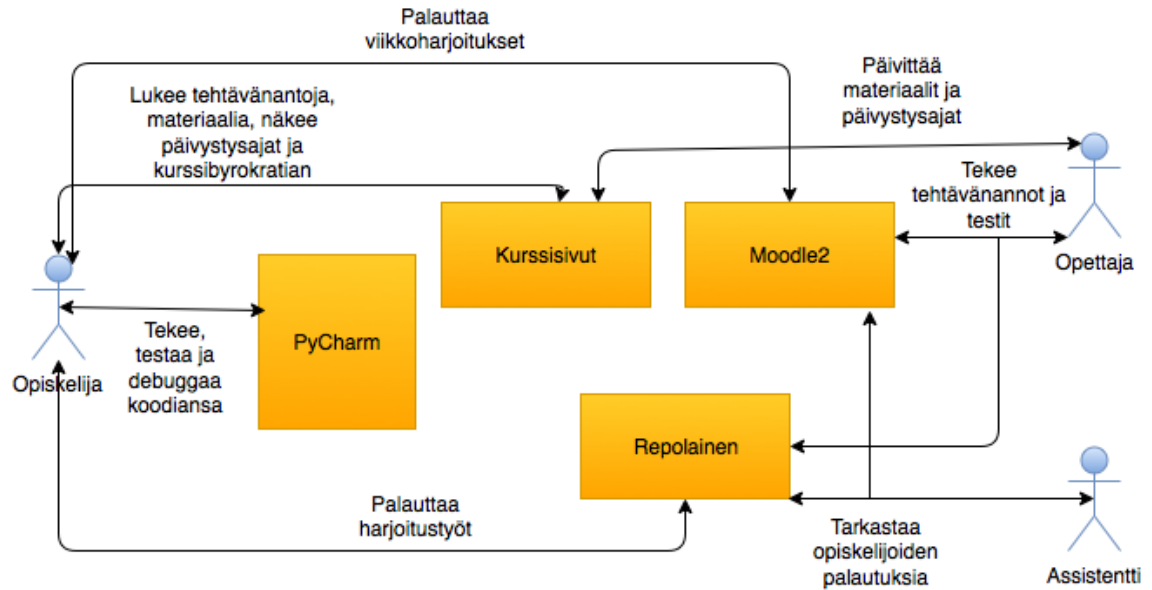 Palauttaa
viikkoharjoitukset
Lukee tehtävänantoja,
materiaalia, näkee
päivystysajat ja
kurssibyrokratian
Päivittää
materiaalit ja
päivystysajat
Tekee
tehtävänannot ja
testit
Kurssisivut
Moodle2
Opettaja
PyCharm
Tekee,
testaa ja
debuggaa
koodiansa
Opiskelija
Repolainen
Palauttaa
harjoitustyöt
Tarkastaa
opiskelijoiden
palautuksia
Assistentti